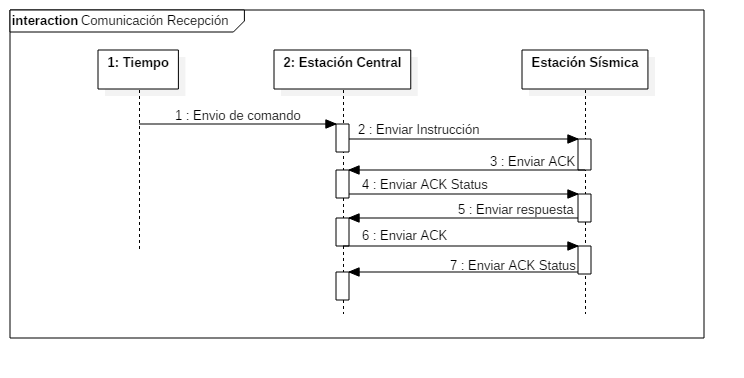 interaction Comunicación Recepción
1: Tiempo
2: Estación Central
Estación Sísmica
1 : Envio de comando
2 : Enviar Instrucción
3 : Enviar ACK
4 : Enviar ACK Status
5 : Enviar respuesta
6 : Enviar ACK
7 : Enviar ACK Status